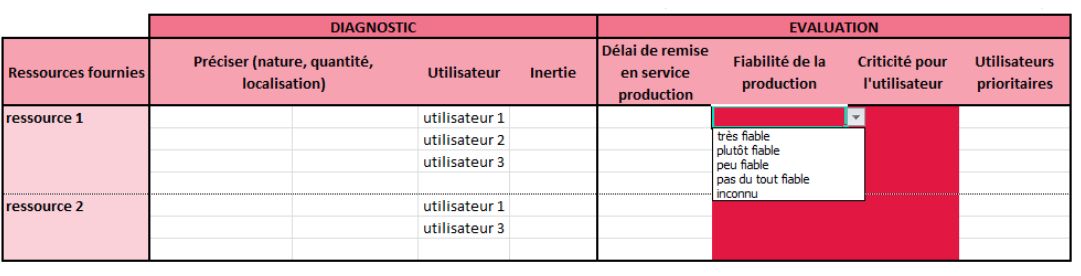 DIAGNOSTIC EVALUATION
Ressources fournies
Préciser (nature, quantité,
localisation)
Utilisateur
Inertie
Délai de remise
en service
production
Fiabilité de la
production
Criticité pour
l'utilisateur
Utilisateurs
prioritaires
ressource 1 utilisateur 1
utilisateur 2
utilisateur 3
très fiable
plutôt fiable
peu fiable
pas du tout fiable
inconnu
ressource 2 utilisateur 1
utilisateur 3